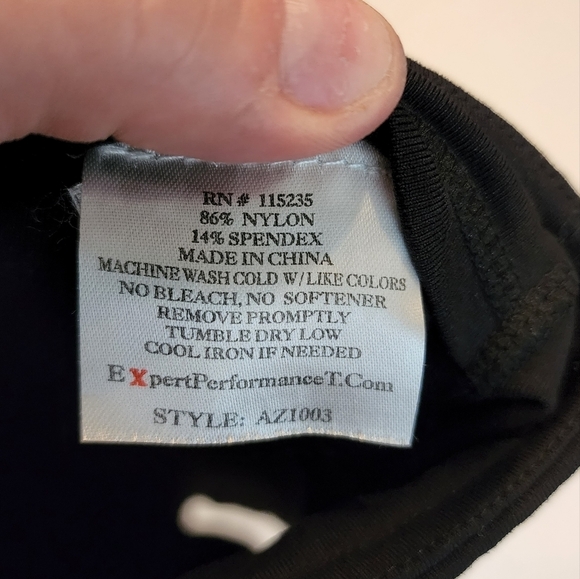 RN# 115235
86% NYLON
14% SPENDEX
MADE IN CHINA
MACHINE WASH COLD W/LIKE COLORS
NO BLEACH, NO SOFTENER
REMOVE PROMPTLY
TUMBLE DRY LOW
COOL IRON IF NEEDED
EXpertPerformanceT.Com
STYLE: AZ1003